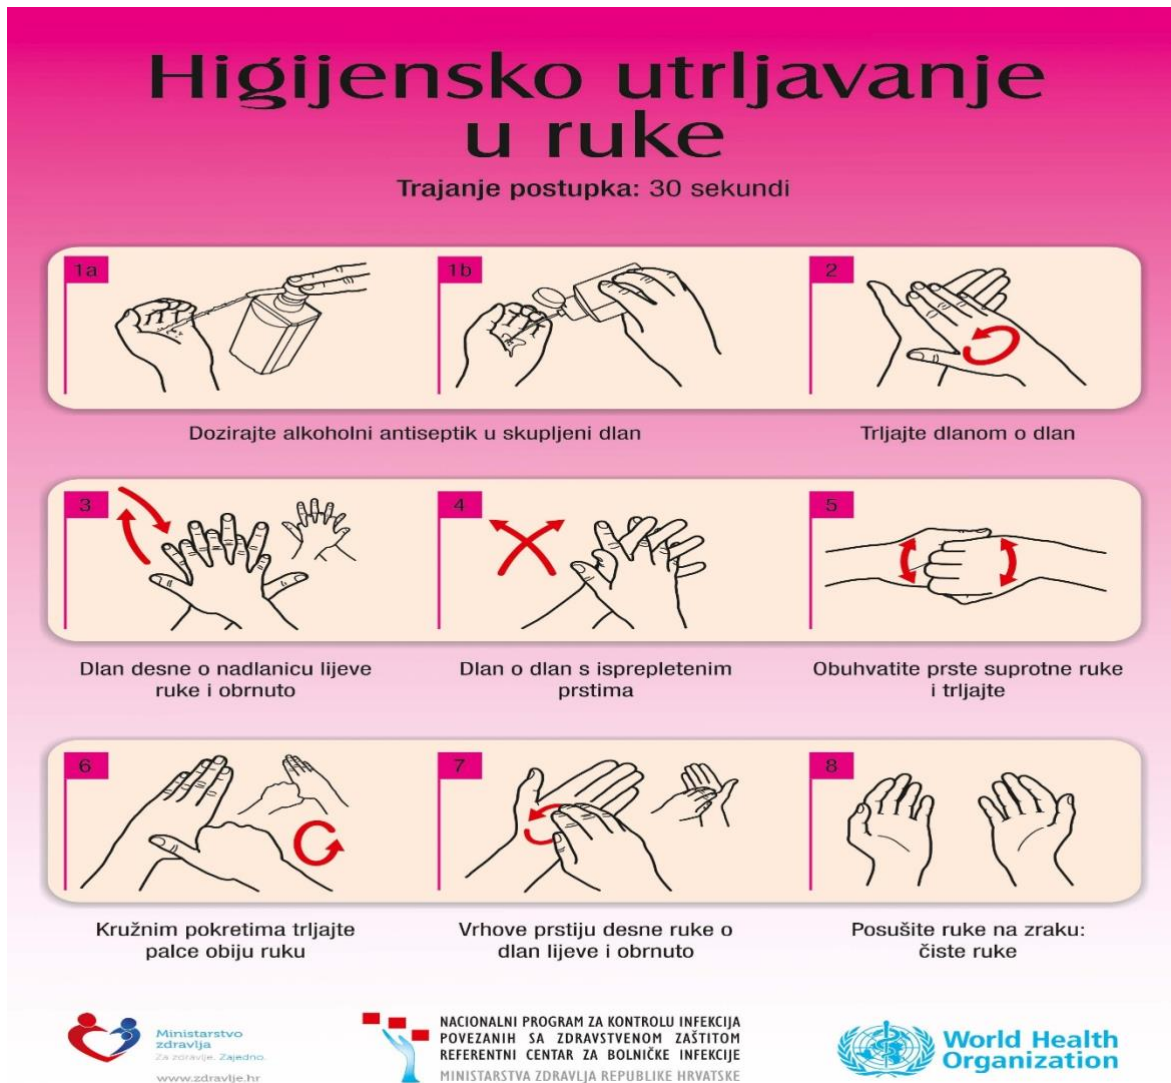 Higijensko utrljavanje
u ruke
Trajanje postupka: 30 sekundi
1a
1b
2
Dozirajte alkoholni antiseptik u skupljeni dlan
Trljajte dlanom o dlan
3
4
5
Dlan desne o nadlanicu lijeve
ruke i obrnuto
Dlan o dlan s isprepletenim
prstima
Obuhvatite prste suprotne ruke
i trljajte
6
7
8
Kružnim pokretima trljajte
palce obiju ruku
Vrhove prstiju desne ruke o
dlan lijeve i obrnuto
Posušite ruke na zraku:
čiste ruke
Ministarstvo
zdravlja
Za zdravlje. Zajedno.
www.zdravlje.hr
NACIONALNI PROGRAM ZA KONTROLU INFEKCIJA
POVEZANIH SA ZDRAVSTVENOM ZAŠTITOM
REFERENTNI CENTAR ZA BOLNIČKE INFEKCIJE
MINISTARSTVA ZDRAVLJA REPUBLIKE HRVATSKE
World Health
Organization